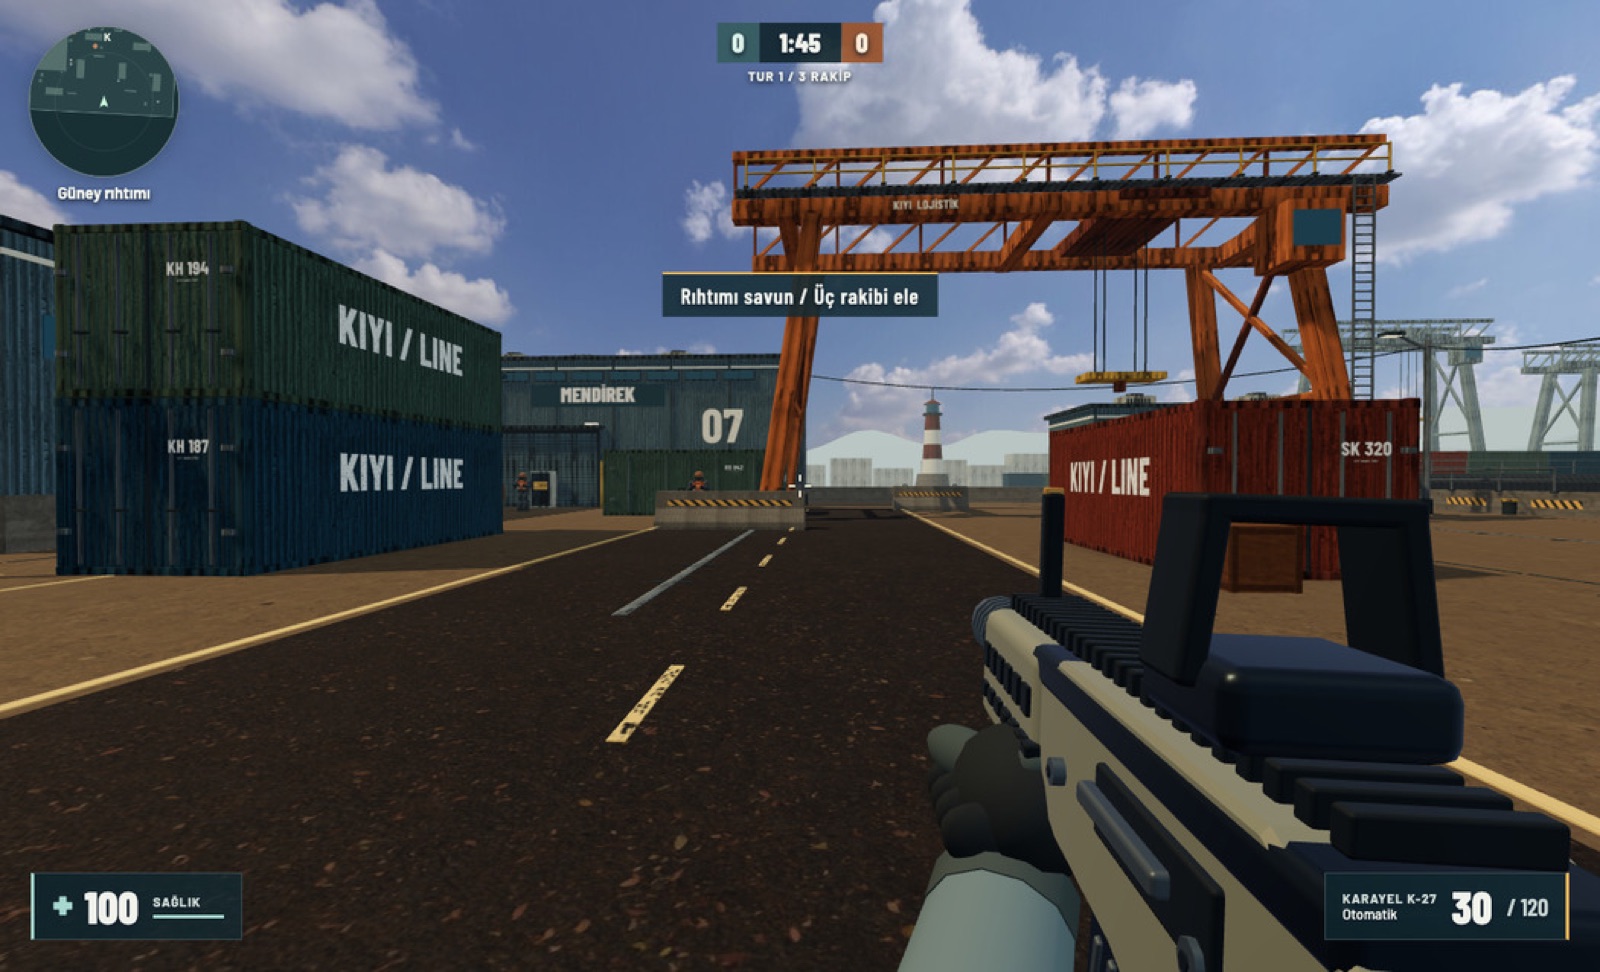 K
Güney rıhtımı
0 1:45 0
TUR 1 / 3 RAKİP
KIYI LOJİSTİK
Rıhtımı savun / Üç rakibi ele
KH 194
KIYI / LINE
KH 187
KIYI / LINE
MENDİREK
07
KIYI / LINE
SK 320
100 SAĞLIK
KARAYEL K-27
Otomatik
30 / 120